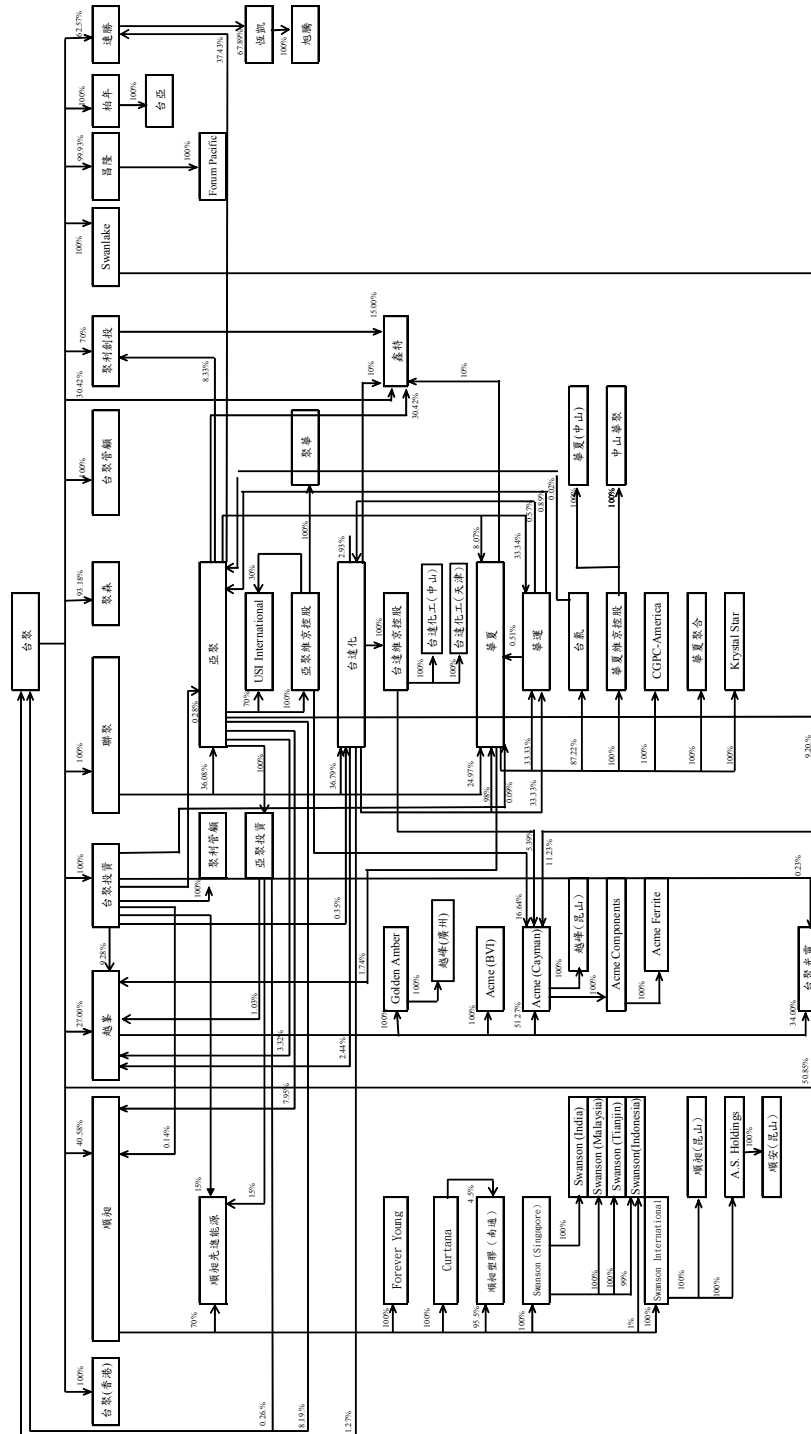 台聚
100%
台聚(香港)
40.58%
順昶
27.00%
越峯
9.28%
100%
台聚投資
100%
聯聚
93.18%
聚森
100%
台聚管顧
30.42%
70%
聚利創投
100%
Swanlake
99.93%
昌隆
100%
柏年
62.57%
達勝
100%
Forum Pacific
100%
台亞
37.43%
67.89%
恆凱
100%
旭騰
8.33%
15.00%
10%
鑫特
30.42%
10%
0.14%
7.95%
3.32%
2.44%
1.03%
1.74%
0.35%
15%
15%
70%
順昶先進能源
100%
聚利管顧
亞聚投資
100%
36.08%
0.28%
亞聚
70%
30%
USI International
100%
亞聚維京控股
100%
聚華
0.26%
8.19%
1.27%
36.79%
台達化
2.93%
100%
台達維京控股
100%
台達化工(中山)
100%
台達化工(天津)
24.97%
.98%
0.09%
華夏
8.07%
33.34%
0.57%
0.89%
0.02%
0.51%
33.33%
33.33%
華運
87.22%
台氯
100%
華夏維京控股
100%
華夏(中山)
100%
中山華聚
100%
CGPC-America
100%
華夏聚合
100%
Krystal Star
100%
Golden Amber
100%
越峰(廣州)
100%
Acme (BVI)
51.27%
16.64%
5.39%
11.23%
Acme (Cayman)
100%
越峰(昆山)
100%
Acme Components
100%
Acme Ferrite
34.00%
50.85%
0.23%
9.20%
台聚光電
100%
Forever Young
100%
Curtana
4.5%
95.5%
順昶塑膠（南通）
100%
Swanson (Singapore)
100%
Swanson (India)
100%
Swanson (Malaysia)
100%
Swanson (Tianjin)
99%
Swanson(Indonesia)
1%
100%
Swanson International
100%
順昶(昆山)
100%
A.S. Holdings
100%
順安(昆山)